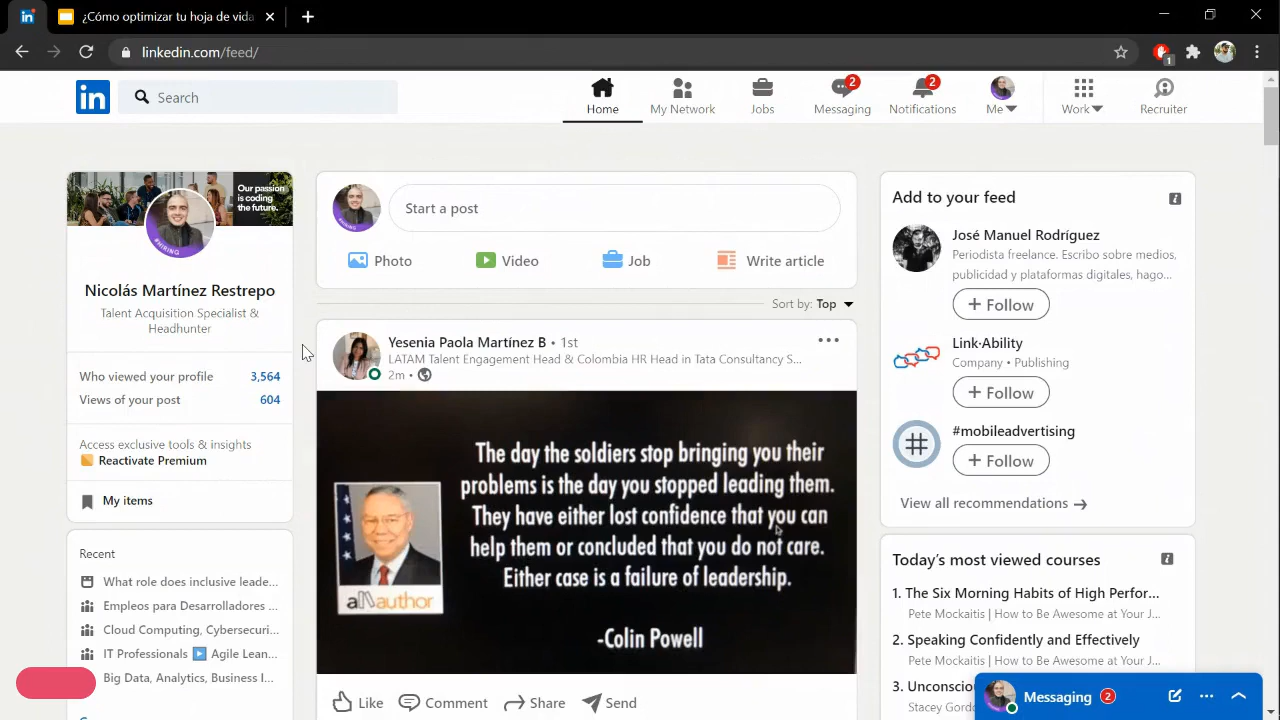 ¿Cómo optimizar tu hoja de vida
linkedin.com/feed/
1
in
Search
Home
My Network
Jobs
2
Messaging
2
Notifications
Me
Work
Recruiter
Our passion
is coding
the future.
#HIRING
Nicolás Martínez Restrepo
Talent Acquisition Specialist &
Headhunter
Who viewed your profile 3,564
Views of your post 604
Access exclusive tools & insights
Reactivate Premium
My items
Recent
What role does inclusive leade...
Empleos para Desarrolladores ...
Cloud Computing, Cybersecuri...
IT Professionals ▶ Agile Lean...
Big Data, Analytics, Business I...
Start a post
Photo
Video
Job
Write article
Sort by: Top
Yesenia Paola Martínez B • 1st
LATAM Talent Engagement Head & Colombia HR Head in Tata Consultancy S...
2m •
The day the soldiers stop bringing you their
problems is the day you stopped leading them.
They have either lost confidence that you can
help them or concluded that you do not care.
Either case is a failure of leadership.
-Colin Powell
allauthor
Like
Comment
Share
Send
Add to your feed
José Manuel Rodríguez
Periodista freelance. Escribo sobre medios,
publicidad y plataformas digitales, hago...
+ Follow
Link·Ability
Company • Publishing
+ Follow
#mobileadvertising
+ Follow
View all recommendations →
Today's most viewed courses
1. The Six Morning Habits of High Perfor...
Pete Mockaitis | How to Be Awesome at Your J...
2. Speaking Confidently and Effectively
Pete Mockaitis | How to Be Awesome at Your J...
3. Unconscio
Stacey Gordo
Messaging 2